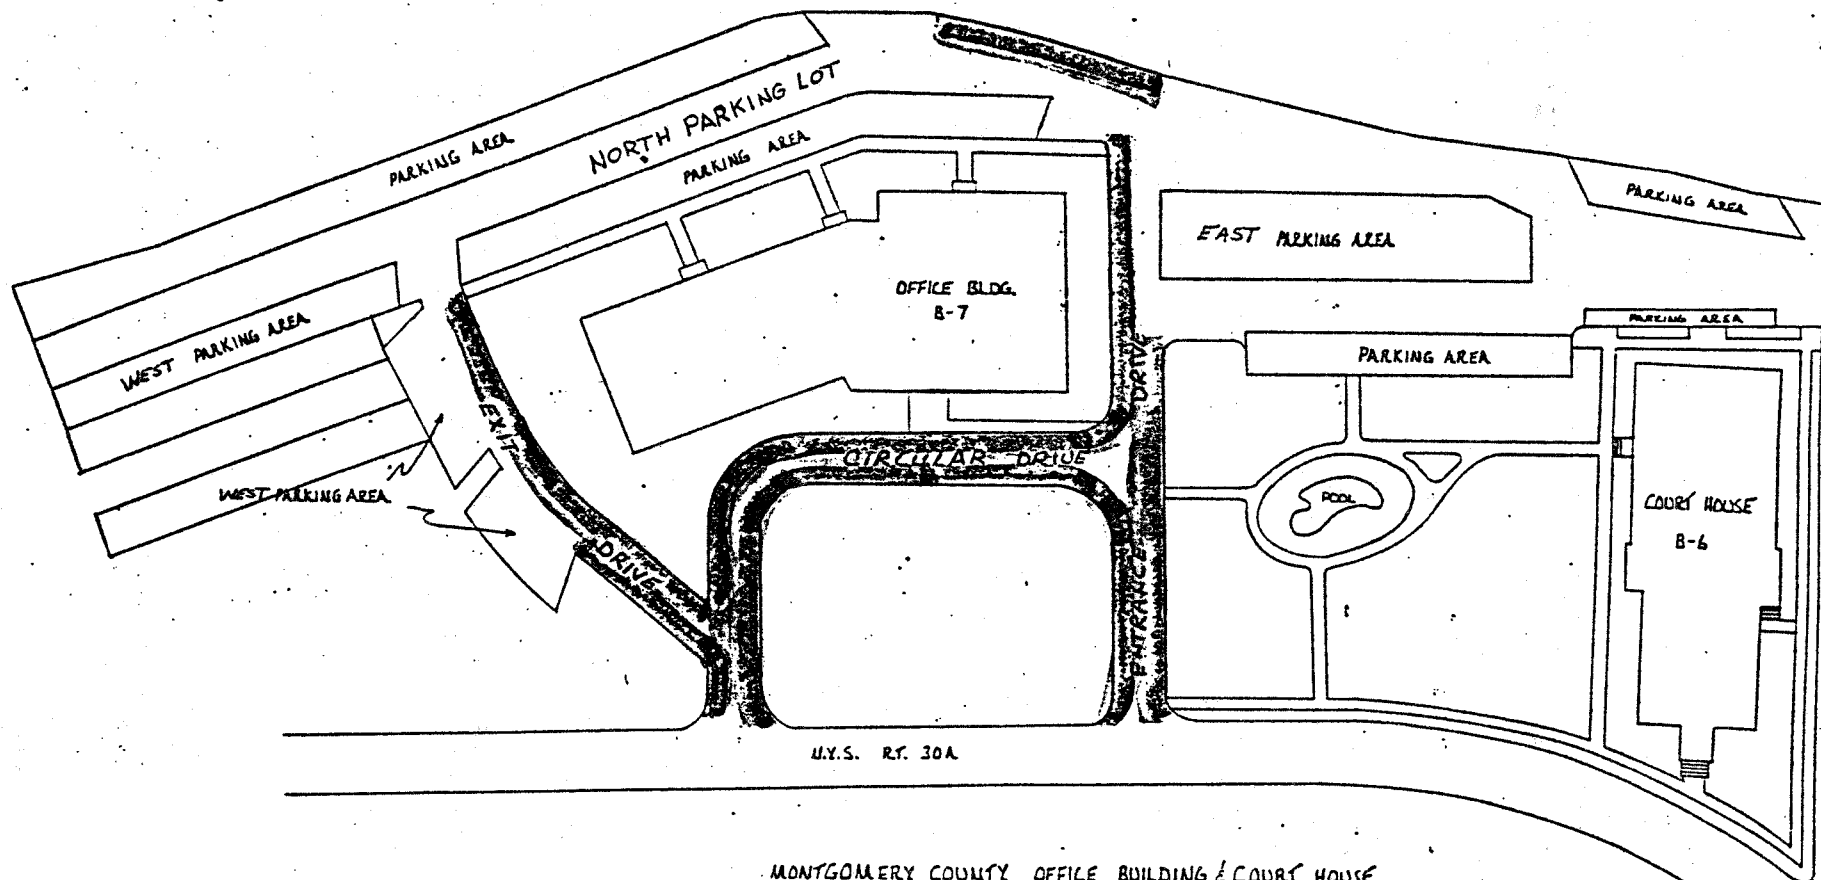 NORTH PARKING LOT
PARKING AREA
PARKING AREA
PARKING AREA
EAST PARKING AREA
OFFICE BLDG.
B-7
PARKING AREA
WEST PARKING AREA
PARKING AREA
EXIT
DRIVE
CIRCULAR DRIVE
ENTRANCE DRIVE
WEST PARKING AREA
POOL
COURT HOUSE
B-6
DRIVE
N.Y.S. RT. 30A
MONTGOMERY COUNTY OFFICE BUILDING & COURT HOUSE